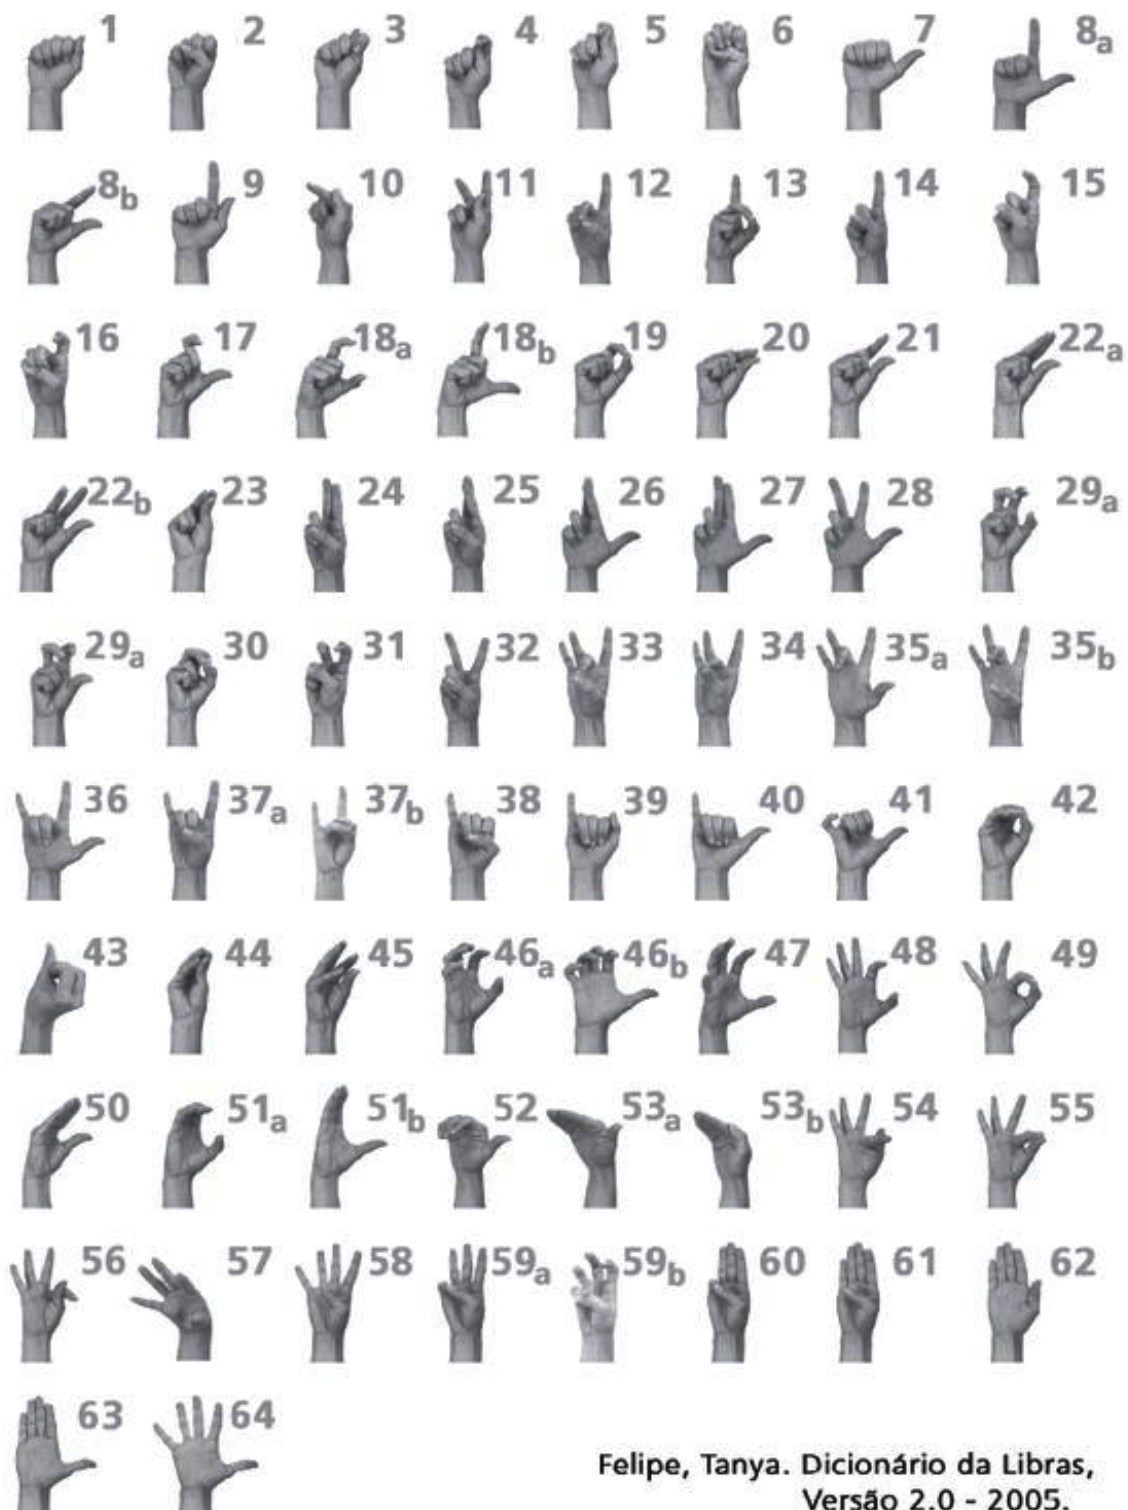 1 2 3 4 5 6 7 8a
8b 9 10 11 12 13 14 15
16 17 18a 18b 19 20 21 22a
22b 23 24 25 26 27 28 29a
29a 30 31 32 33 34 35a 35b
36 37a 37b 38 39 40 41 42
43 44 45 46a 46b 47 48 49
50 51a 51b 52 53a 53b 54 55
56 57 58 59a 59b 60 61 62
63 64
Felipe, Tanya. Dicionário da Libras,
Versão 2.0 - 2005.